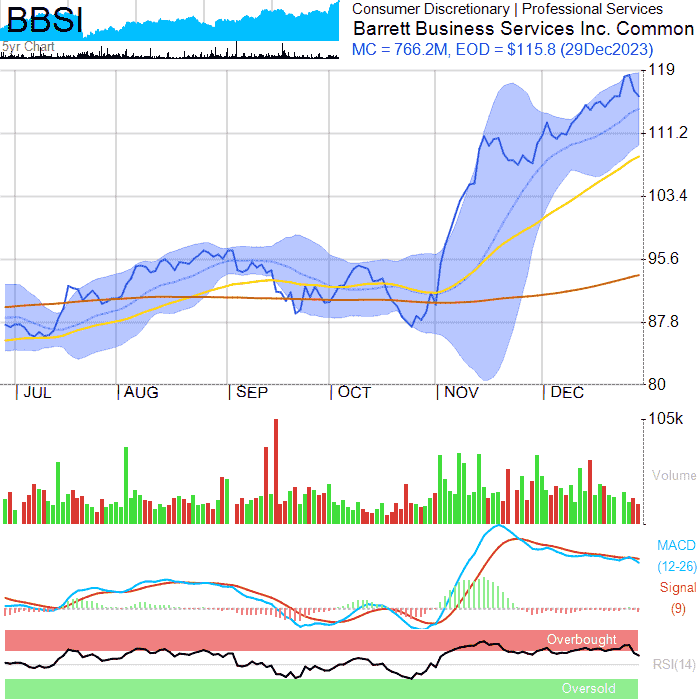 BBSI
5yr Chart
Consumer Discretionary | Professional Services
Barrett Business Services Inc. Common
MC = 766.2M, EOD = $115.8 (29Dec2023)
119
111.2
103.4
95.6
87.8
80
JUL
AUG
SEP
OCT
NOV
DEC
105k
Volume
MACD
(12-26)
Signal
(9)
Overbought
RSI(14)
Oversold